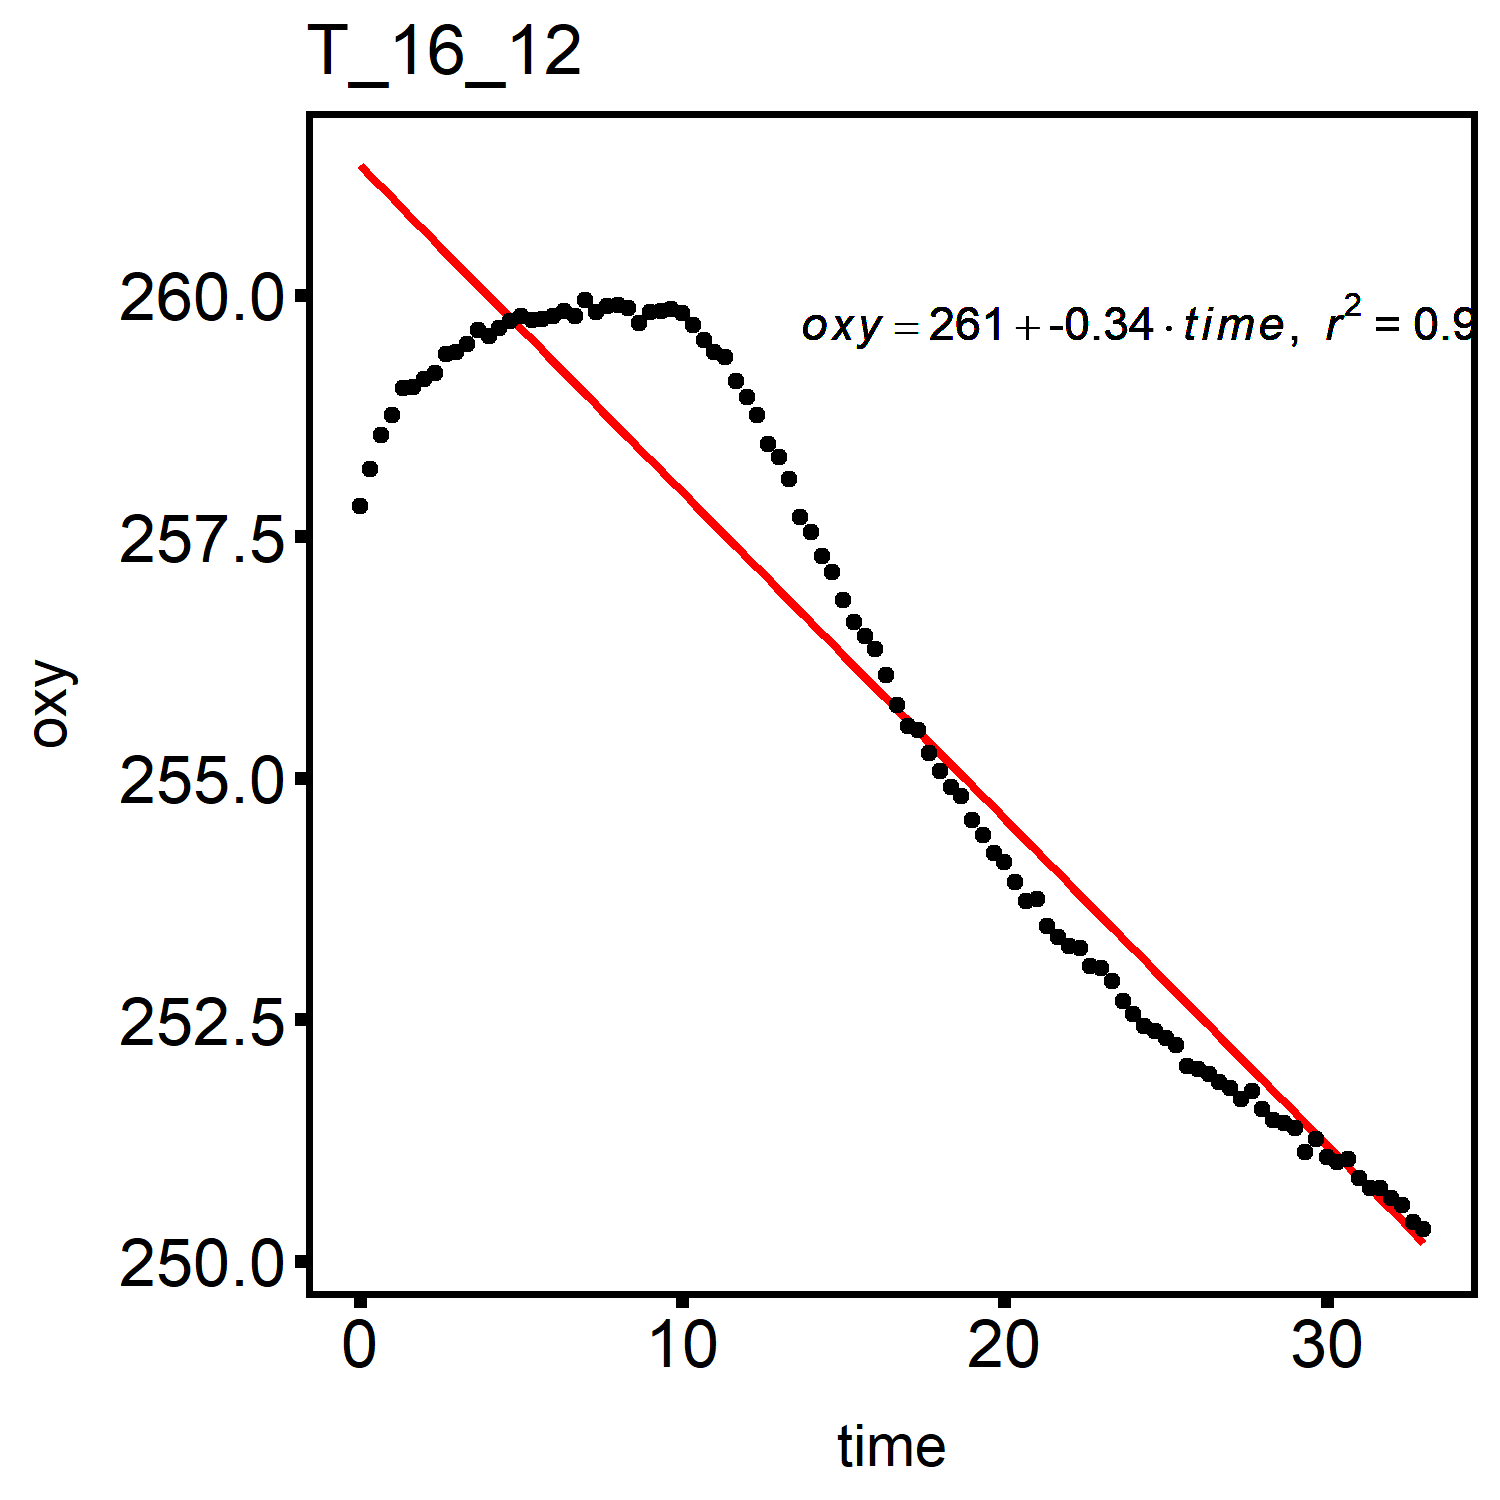 T_16_12
oxy = 261 + -0.34 · time, r² = 0.9
260.0
257.5
255.0
252.5
250.0
oxy
0 10 20 30
time